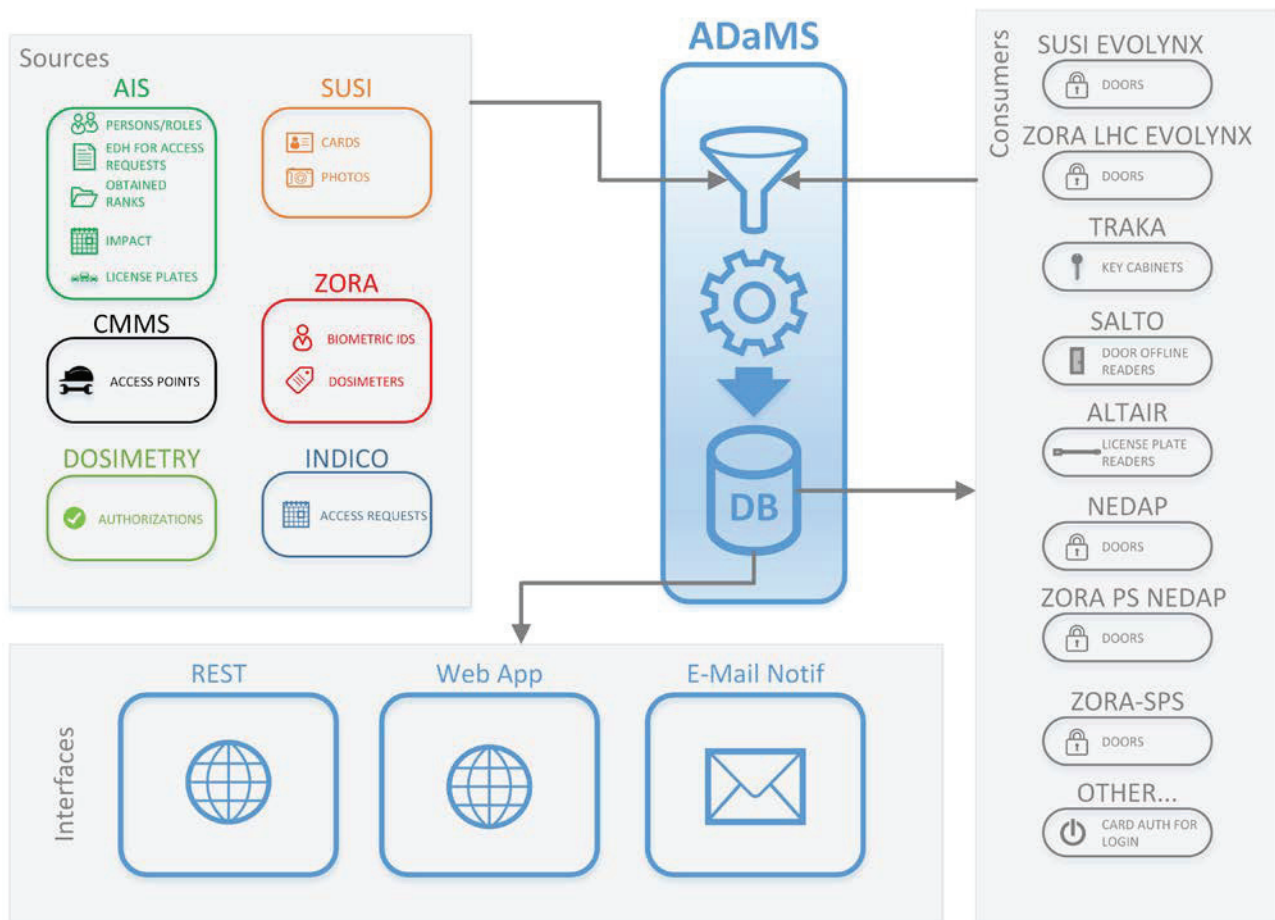 Sources
AIS
PERSONS/ROLES
EDH FOR ACCESS
REQUESTS
OBTAINED
RANKS
IMPACT
LICENSE PLATES
SUSI
CARDS
PHOTOS
CMMS
ACCESS POINTS
ZORA
BIOMETRIC IDS
DOSIMETERS
DOSIMETRY
AUTHORIZATIONS
INDICO
ACCESS REQUESTS
ADaMS
DB
Consumers
SUSI EVOLYNX
DOORS
ZORA LHC EVOLYNX
DOORS
TRAKA
KEY CABINETS
SALTO
DOOR OFFLINE
READERS
ALTAIR
LICENSE PLATE
READERS
NEDAP
DOORS
ZORA PS NEDAP
DOORS
ZORA-SPS
DOORS
OTHER...
CARD AUTH FOR
LOGIN
Interfaces
REST
Web App
E-Mail Notif